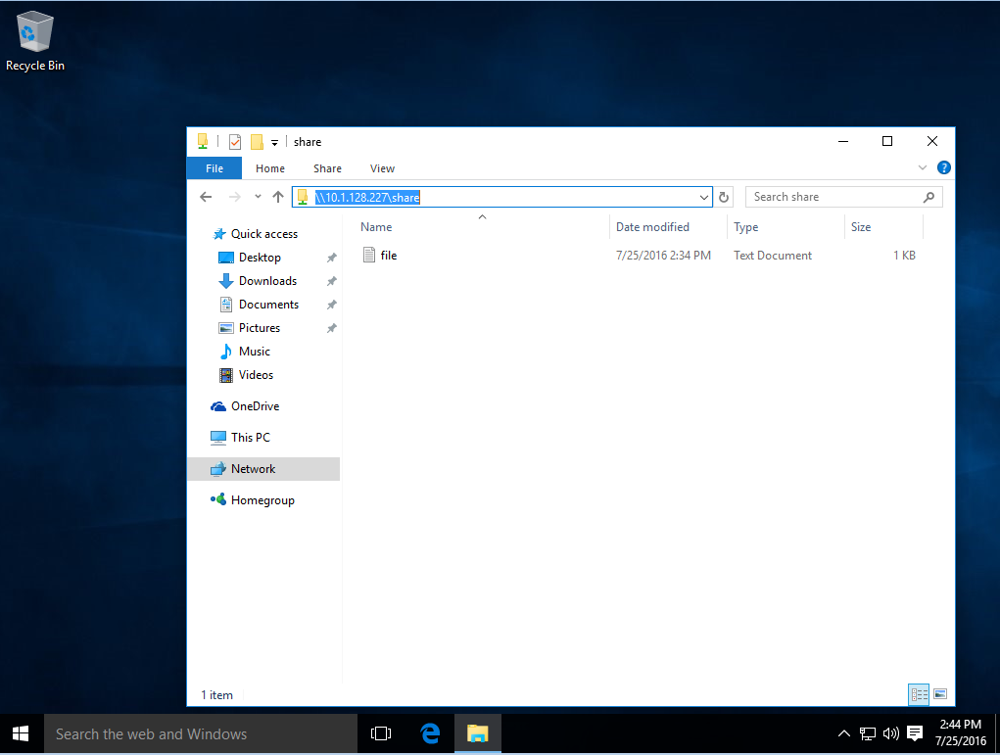 Recycle Bin
share
File Home Share View
\\10.1.128.227\share
Search share
Name Date modified Type Size
file 7/25/2016 2:34 PM Text Document 1 KB
Quick access
Desktop
Downloads
Documents
Pictures
Music
Videos
OneDrive
This PC
Network
Homegroup
1 item
Search the web and Windows
2:44 PM
7/25/2016